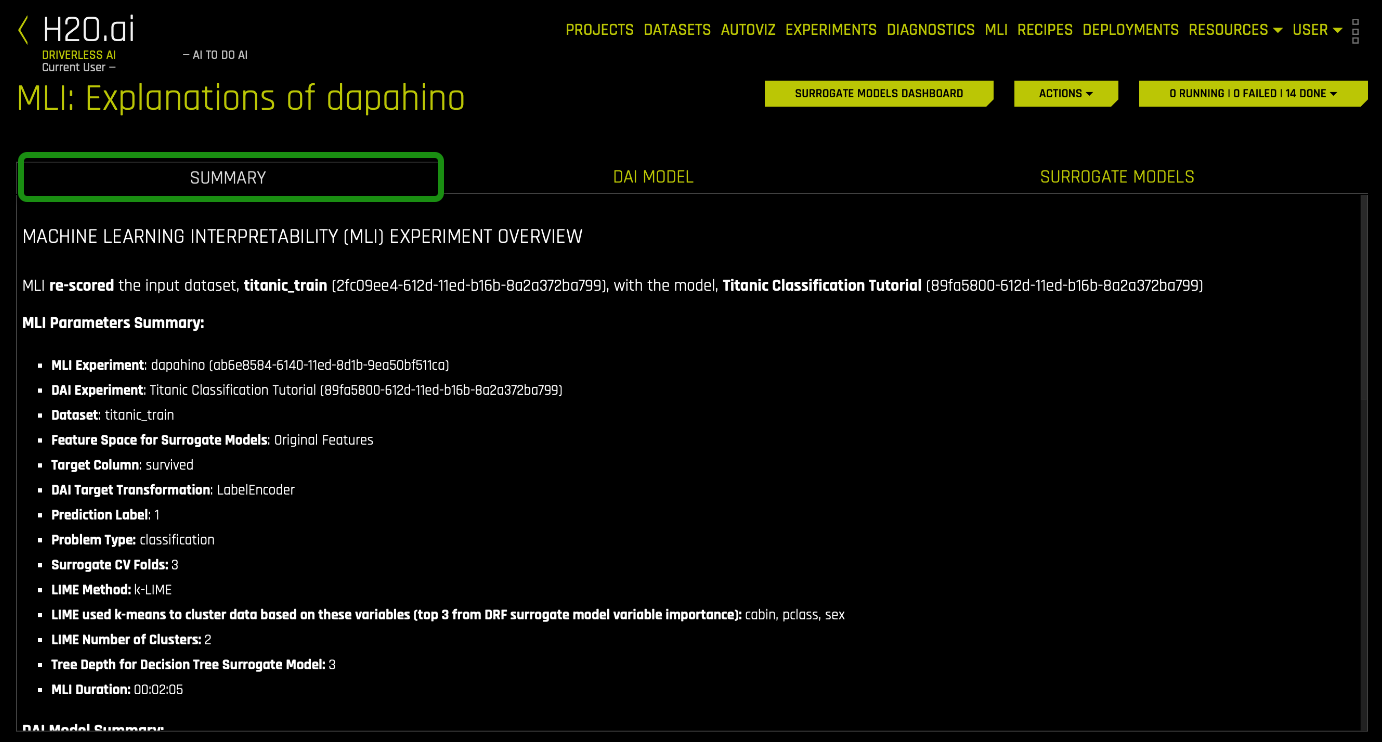 H2O.ai
PROJECTS DATASETS AUTOVIZ EXPERIMENTS DIAGNOSTICS MLI RECIPES DEPLOYMENTS RESOURCES USER
DRIVERLESS AI — AI TO DO AI
Current User —
MLI: Explanations of dapahino
SURROGATE MODELS DASHBOARD ACTIONS 0 RUNNING | 0 FAILED | 14 DONE
SUMMARY DAI MODEL SURROGATE MODELS
MACHINE LEARNING INTERPRETABILITY (MLI) EXPERIMENT OVERVIEW
MLI re-scored the input dataset, titanic_train (2fc09ee4-612d-11ed-b16b-8a2a372ba799), with the model, Titanic Classification Tutorial (89fa5800-612d-11ed-b16b-8a2a372ba799)
MLI Parameters Summary:
▪ MLI Experiment: dapahino (ab6e8584-6140-11ed-8d1b-9ea50bf511ca)
▪ DAI Experiment: Titanic Classification Tutorial (89fa5800-612d-11ed-b16b-8a2a372ba799)
▪ Dataset: titanic_train
▪ Feature Space for Surrogate Models: Original Features
▪ Target Column: survived
▪ DAI Target Transformation: LabelEncoder
▪ Prediction Label: 1
▪ Problem Type: classification
▪ Surrogate CV Folds: 3
▪ LIME Method: k-LIME
▪ LIME used k-means to cluster data based on these variables (top 3 from DRF surrogate model variable importance): cabin, pclass, sex
▪ LIME Number of Clusters: 2
▪ Tree Depth for Decision Tree Surrogate Model: 3
▪ MLI Duration: 00:02:05
DAI Model Summary: